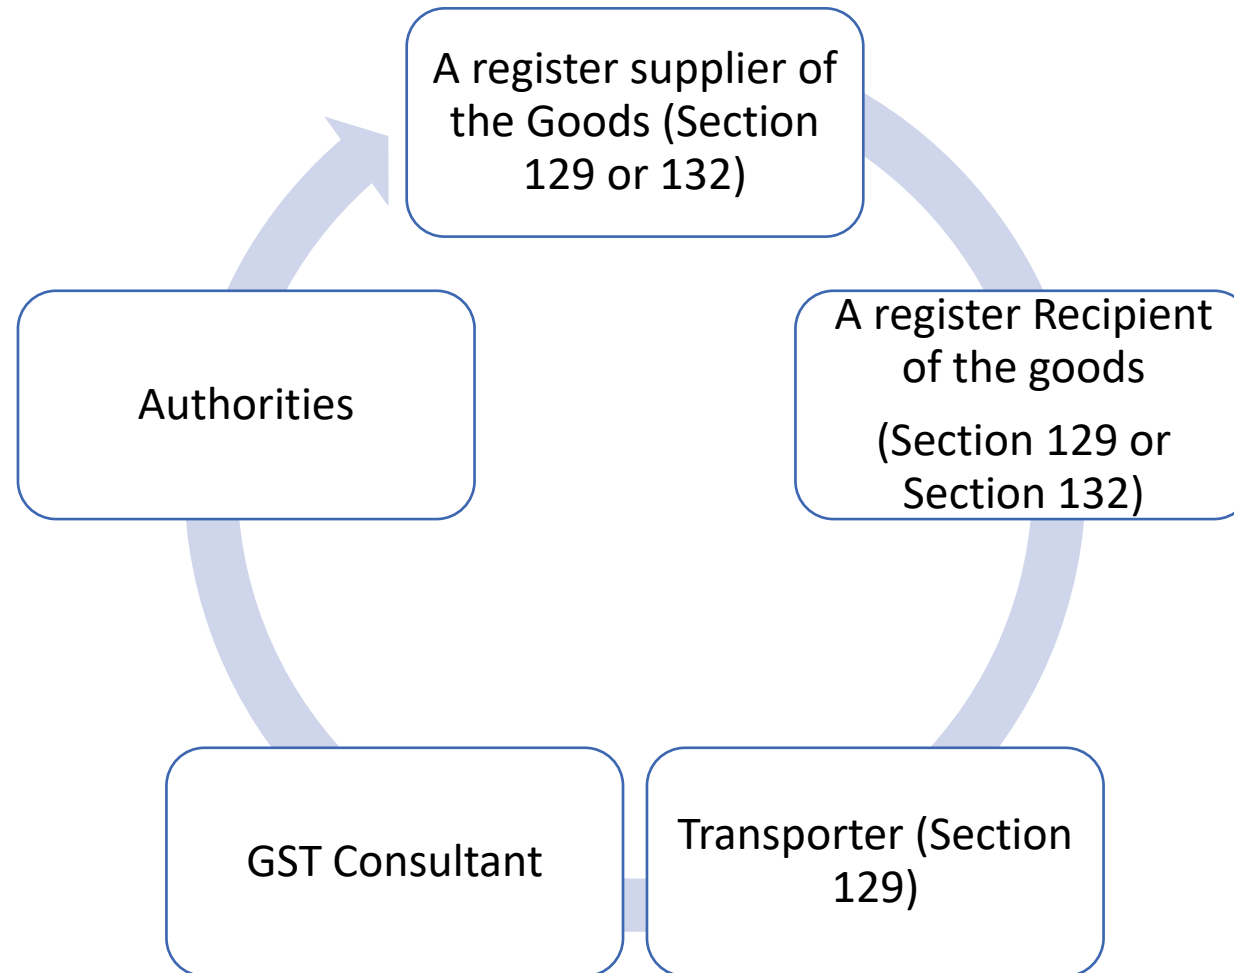 A register supplier of
the Goods (Section
129 or 132)
A register Recipient
of the goods
(Section 129 or
Section 132)
Transporter (Section
129)
GST Consultant
Authorities